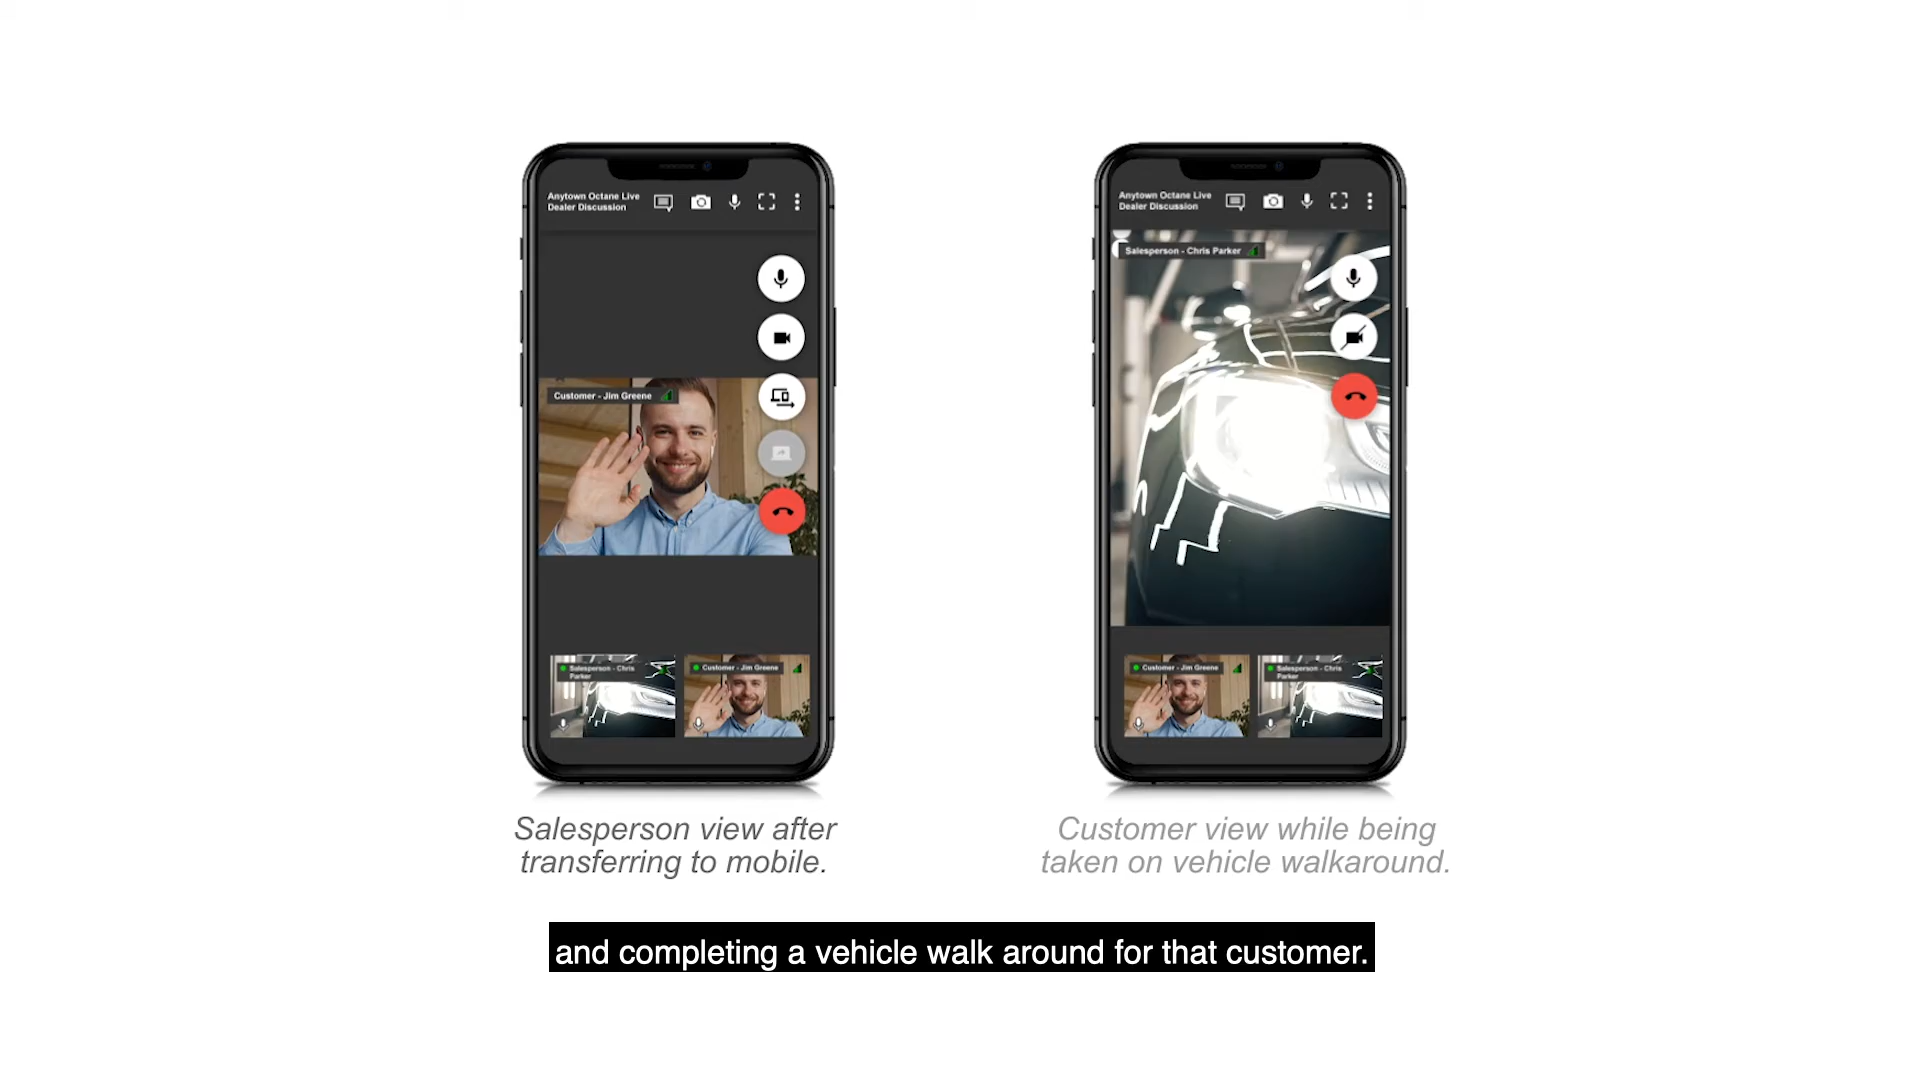 Anytown Octane Live
Dealer Discussion
Customer - Jim Greene
Salesperson - Chris
Parker
Customer - Jim Greene
Salesperson view after
transferring to mobile.
Anytown Octane Live
Dealer Discussion
Salesperson - Chris Parker
Customer - Jim Greene
Salesperson - Chris
Parker
Customer view while being
taken on vehicle walkaround.
and completing a vehicle walk around for that customer.